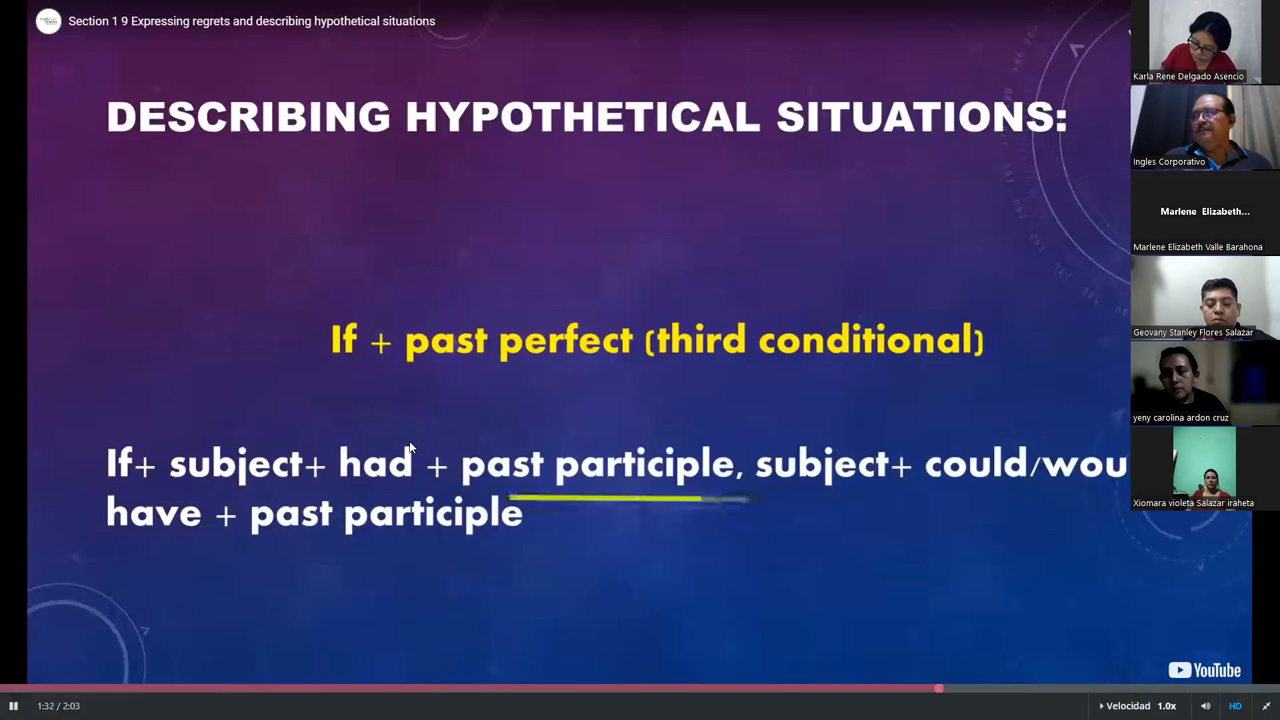 Section 1 9 Expressing regrets and describing hypothetical situations
DESCRIBING HYPOTHETICAL SITUATIONS:
If + past perfect (third conditional)
If+ subject+ had + past participle, subject+ could/wou
have + past participle
Karla Rene Delgado Asencio
Ingles Corporativo
Marlene Elizabeth...
Marlene Elizabeth Valle Barahona
Geovany Stanley Flores Salazar
yeny carolina ardon cruz
Xiomara violeta Salazar iraheta
YouTube
1:32 / 2:03
Velocidad 1.0x
HD